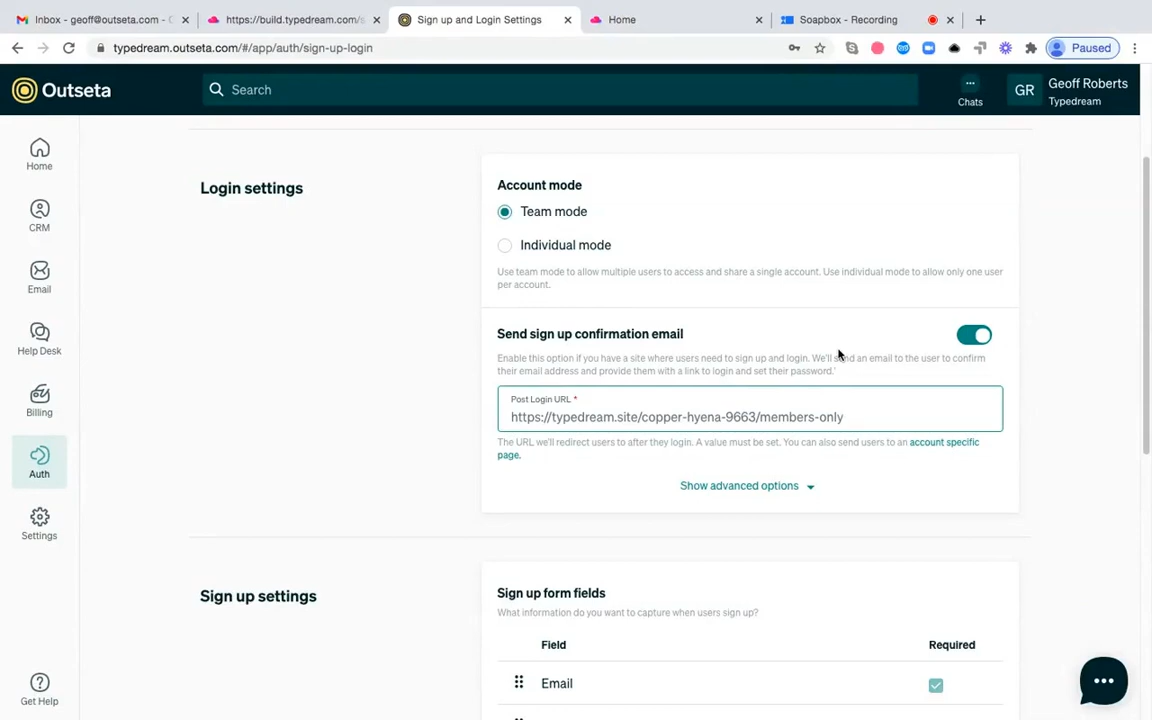 Inbox - geoff@outseta.com -
https://build.typedream.com/s
Sign up and Login Settings
Home
Soapbox - Recording
typedream.outseta.com/#/app/auth/sign-up-login
Paused
Outseta
Search
Chats
GR
Geoff Roberts
Typedream
Home
CRM
Email
Help Desk
Billing
Auth
Settings
Get Help
Login settings
Account mode
Team mode
Individual mode
Use team mode to allow multiple users to access and share a single account. Use individual mode to allow only one user
per account.
Send sign up confirmation email
Enable this option if you have a site where users need to sign up and login. We'll send an email to the user to confirm
their email address and provide them with a link to login and set their password.'
Post Login URL *
https://typedream.site/copper-hyena-9663/members-only
The URL we'll redirect users to after they login. A value must be set. You can also send users to an account specific
page.
Show advanced options
Sign up settings
Sign up form fields
What information do you want to capture when users sign up?
Field Required
Email